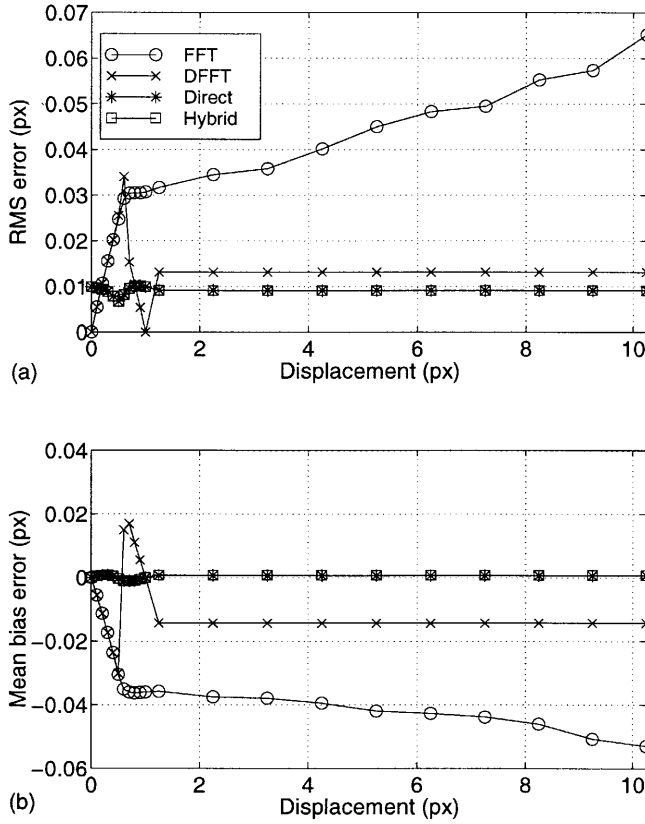 0.07
0.06
0.05
0.04
0.03
0.02
0.01
0
RMS error (px)
FFT
DFFT
Direct
Hybrid
0 2 4 6 8 10
Displacement (px)
(a)
0.04
0.02
0
−0.02
−0.04
−0.06
Mean bias error (px)
0 2 4 6 8 10
Displacement (px)
(b)